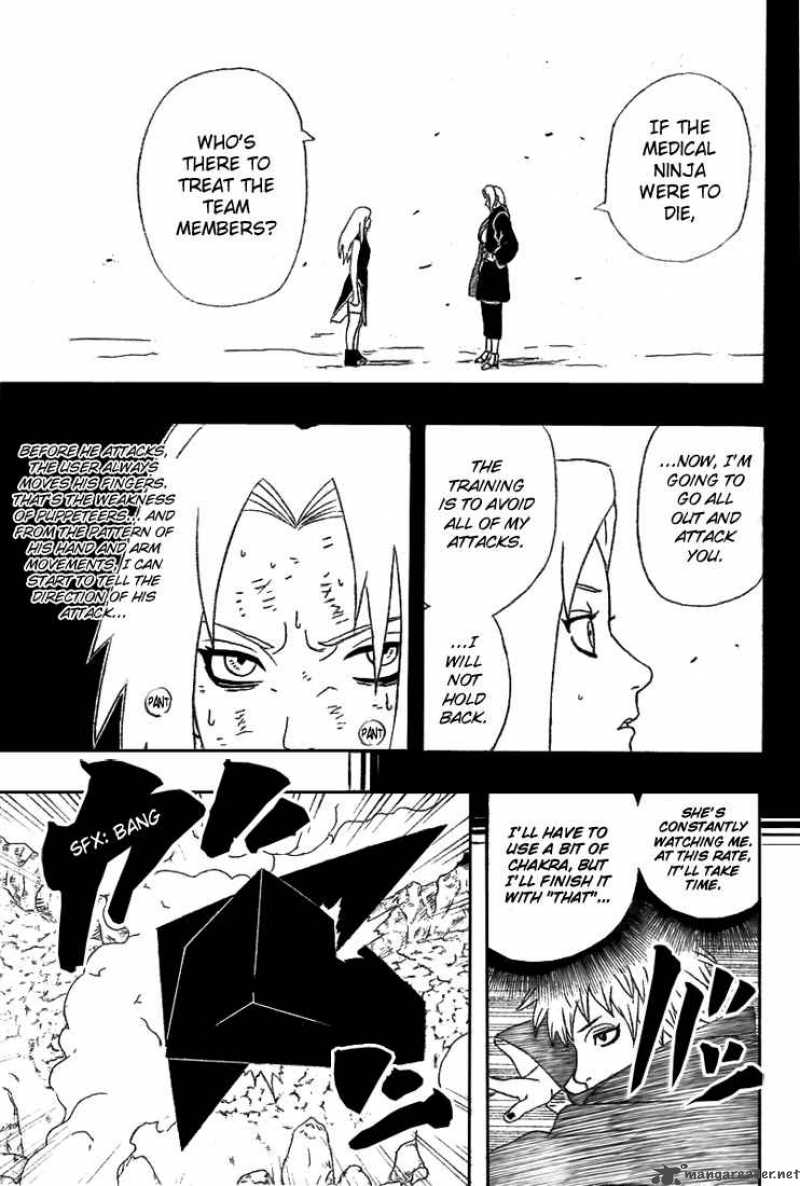 IF THE
MEDICAL
NINJA
WERE TO
DIE,
WHO'S
THERE TO
TREAT THE
TEAM
MEMBERS?
...NOW, I'M
GOING TO
GO ALL
OUT AND
ATTACK
YOU.
THE
TRAINING
IS TO AVOID
ALL OF MY
ATTACKS.
...I
WILL
NOT
HOLD
BACK.
BEFORE HE ATTACKS,
THE USER ALWAYS
MOVES HIS FINGERS.
THAT'S THE WEAKNESS
OF PUPPETEERS... AND
FROM THE PATTERN OF
HIS HAND AND ARM
MOVEMENTS, I CAN
START TO TELL THE
DIRECTION OF HIS
ATTACK...
PANT
PANT
SHE'S
CONSTANTLY
WATCHING ME.
AT THIS RATE,
IT'LL TAKE
TIME.
I'LL HAVE TO
USE A BIT OF
CHAKRA, BUT
I'LL FINISH IT
WITH "THAT"...
バッ
SFX: BANG
ガガッ
mangareader.net